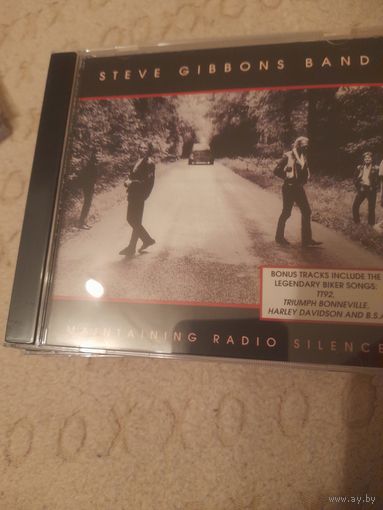 STEVE GIBBONS BAND
BONUS TRACKS INCLUDE THE
LEGENDARY BIKER SONGS:
TT92,
TRIUMPH BONNEVILLE,
HARLEY DAVIDSON AND B.S.A
MAINTAINING RADIO SILENCE
www.ay.by